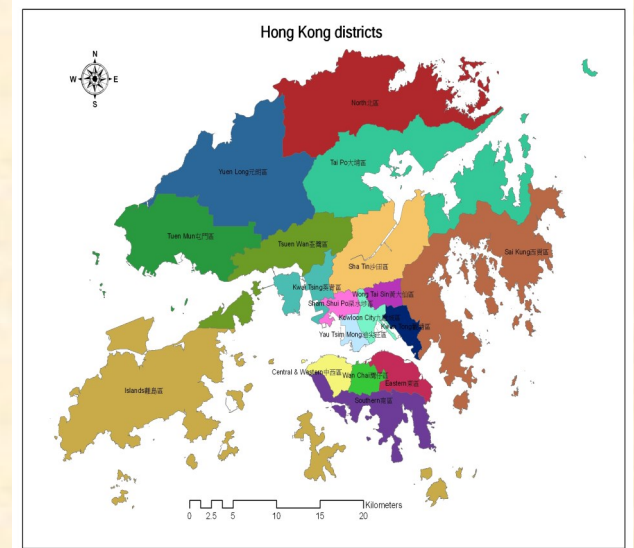 Hong Kong districts
N
W E
S
North北區
Tai Po大埔區
Yuen Long元朗區
Tuen Mun屯門區
Tsuen Wan荃灣區
Sai Kung西貢區
Sha Tin沙田區
Kwai Tsing葵青區
Wong Tai Sin黃大仙區
Sham Shui Po深水埗區
Kowloon City九龍城區
Yau Tsim Mong油尖旺區
Central & Western中西區
Wan Chai灣仔區
Eastern東區
Islands離島區
Southern南區
Kilometers
0 2.5 5 10 15 20